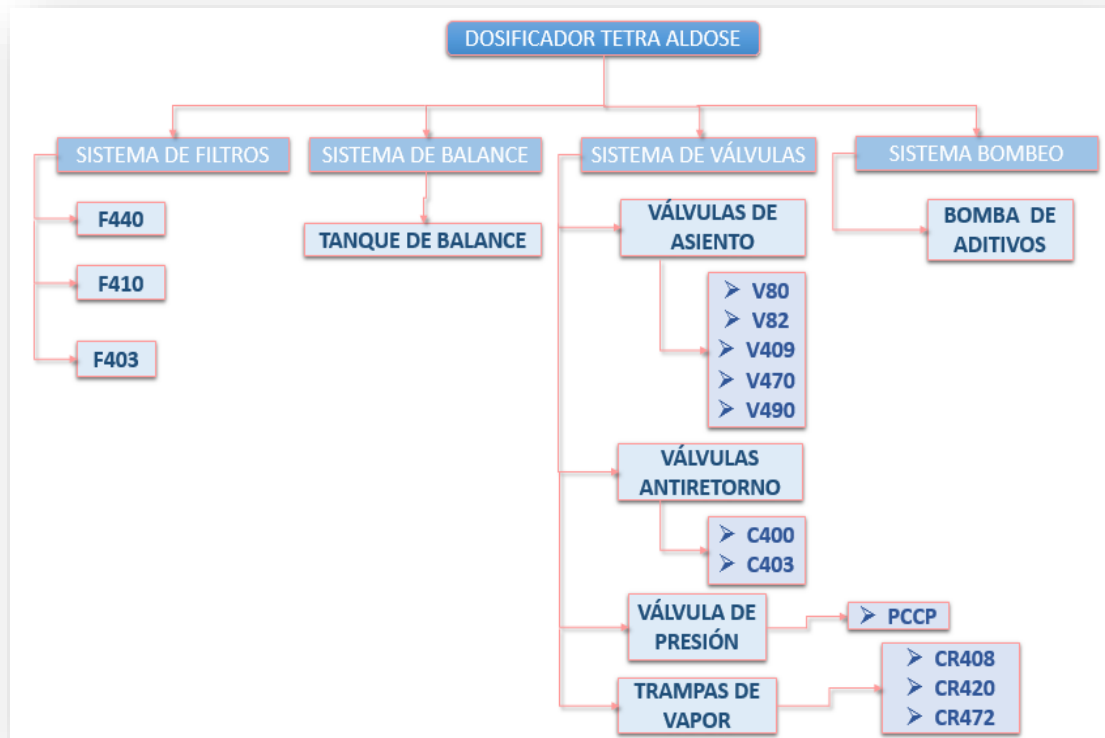 DOSIFICADOR TETRA ALDOSE
SISTEMA DE FILTROS
F440
F410
F403
SISTEMA DE BALANCE
TANQUE DE BALANCE
SISTEMA DE VÁLVULAS
VÁLVULAS DE
ASIENTO
V80
V82
V409
V470
V490
VÁLVULAS
ANTIRETORNO
C400
C403
VÁLVULA DE
PRESIÓN
PCCP
TRAMPAS DE
VAPOR
CR408
CR420
CR472
SISTEMA BOMBEO
BOMBA DE
ADITIVOS